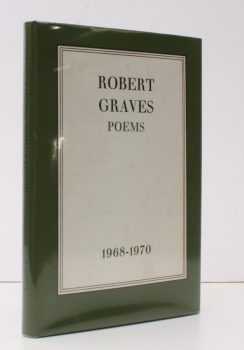 ROBERT
GRAVES
POEMS
1968-1970